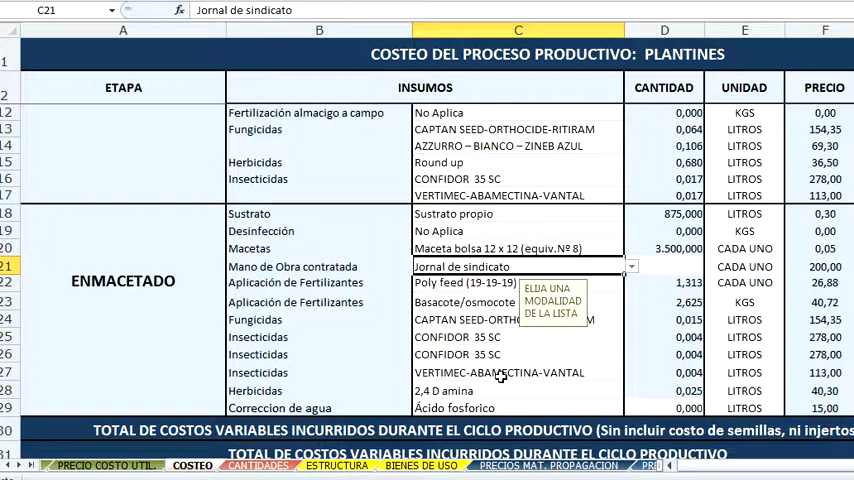 C21 fx Jornal de sindicato
A B C D E F
11 COSTEO DEL PROCESO PRODUCTIVO: PLANTINES
2 ETAPA INSUMOS CANTIDAD UNIDAD PRECIO
12 Fertilización almacigo a campo No Aplica 0,000 KGS 0,00
13 Fungicidas CAPTAN SEED-ORTHOCIDE-RITIRAM 0,064 LITROS 154,35
14 AZZURRO – BIANCO – ZINEB AZUL 0,106 LITROS 69,30
15 Herbicidas Round up 0,680 LITROS 36,50
16 Insecticidas CONFIDOR 35 SC 0,017 LITROS 278,00
17 VERTIMEC-ABAMECTINA-VANTAL 0,017 LITROS 113,00
18 Sustrato Sustrato propio 875,000 LITROS 0,30
19 Desinfección No Aplica 0,000 KGS 0,00
20 Macetas Maceta bolsa 12 x 12 (equiv.Nº 8) 3.500,000 CADA UNO 0,05
21 ENMACETADO Mano de Obra contratada Jornal de sindicato CADA UNO 200,00
22 Aplicación de Fertilizantes Poly feed (19-19-19) 1,313 CADA UNO 26,88
ELIJA UNA
MODALIDAD
DE LA LISTA
23 Aplicación de Fertilizantes Basacote/osmocote 2,625 KGS 40,72
24 Fungicidas CAPTAN SEED-ORTHO M 0,015 LITROS 154,35
25 Insecticidas CONFIDOR 35 SC 0,004 LITROS 278,00
26 Insecticidas CONFIDOR 35 SC 0,004 LITROS 278,00
27 Insecticidas VERTIMEC-ABAMECTINA-VANTAL 0,004 LITROS 113,00
28 Herbicidas 2,4 D amina 0,025 LITROS 40,30
29 Correccion de agua Ácido fosforico 0,000 LITROS 15,00
30 TOTAL DE COSTOS VARIABLES INCURRIDOS DURANTE EL CICLO PRODUCTIVO (Sin incluir costo de semillas, ni injertos
31 TOTAL DE COSTOS VARIABLES INCURRIDOS DURANTE EL CICLO PRODUCTIVO
PRECIO COSTO UTIL. COSTEO CANTIDADES ESTRUCTURA BIENES DE USO PRECIOS MAT. PROPAGACION PRE